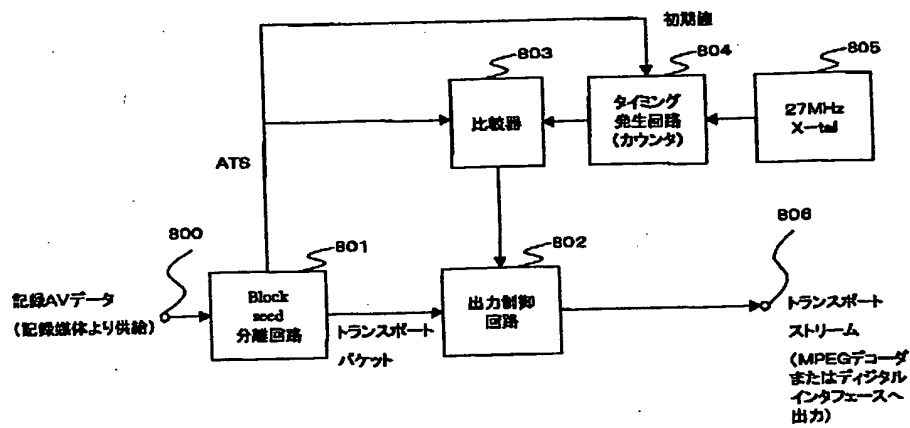 初期値
803
804
805
比較器
タイミング
発生回路
(カウンタ)
27MHz
X-tal
ATS
800
801
802
806
記録AVデータ
(記録媒体より供給)
Block
seed
分離回路
トランスポート
パケット
出力制御
回路
トランスポート
ストリーム
(MPEGデコーダ
またはディジタル
インタフェースへ
出力)